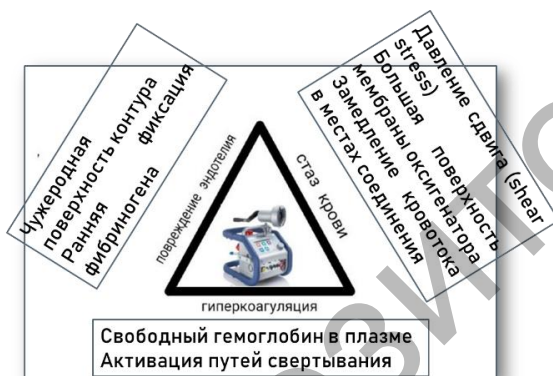 Чужеродная
поверхность контура
Ранняя фиксация
фибриногена
Давление сдвига (shear
stress)
Большая поверхность
мембраны оксигенатора
Замедление кровотока
в местах соединения
повреждение эндотелия
стаз крови
гиперкоагуляция
Свободный гемоглобин в плазме
Активация путей свертывания